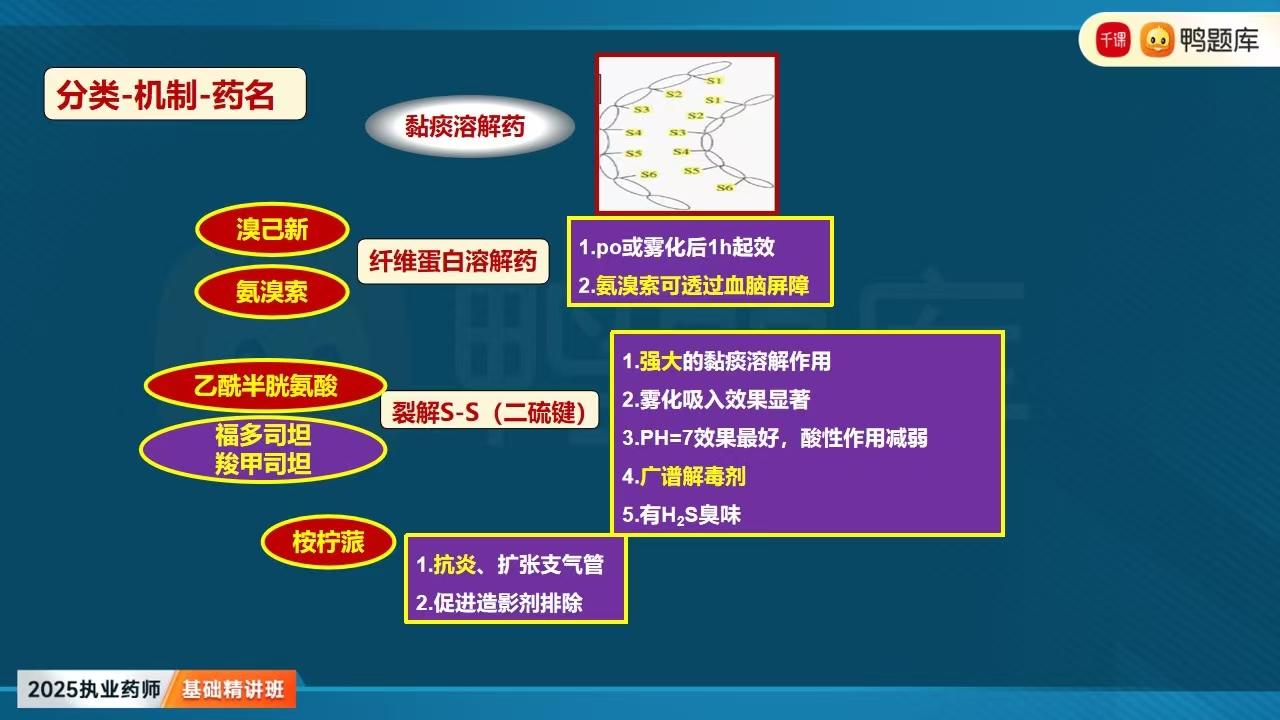 千课 鸭题库
分类-机制-药名
黏痰溶解药
S1
S2
S1
S3
S2
S4
S3
S5
S4
S6
S5
S6
溴己新
氨溴索
纤维蛋白溶解药
1.po或雾化后1h起效
2.氨溴索可透过血脑屏障
乙酰半胱氨酸
福多司坦
羧甲司坦
裂解S-S（二硫键）
1.强大的黏痰溶解作用
2.雾化吸入效果显著
3.PH=7效果最好，酸性作用减弱
4.广谱解毒剂
5.有H₂S臭味
桉柠蒎
1.抗炎、扩张支气管
2.促进造影剂排除
2025执业药师 基础精讲班